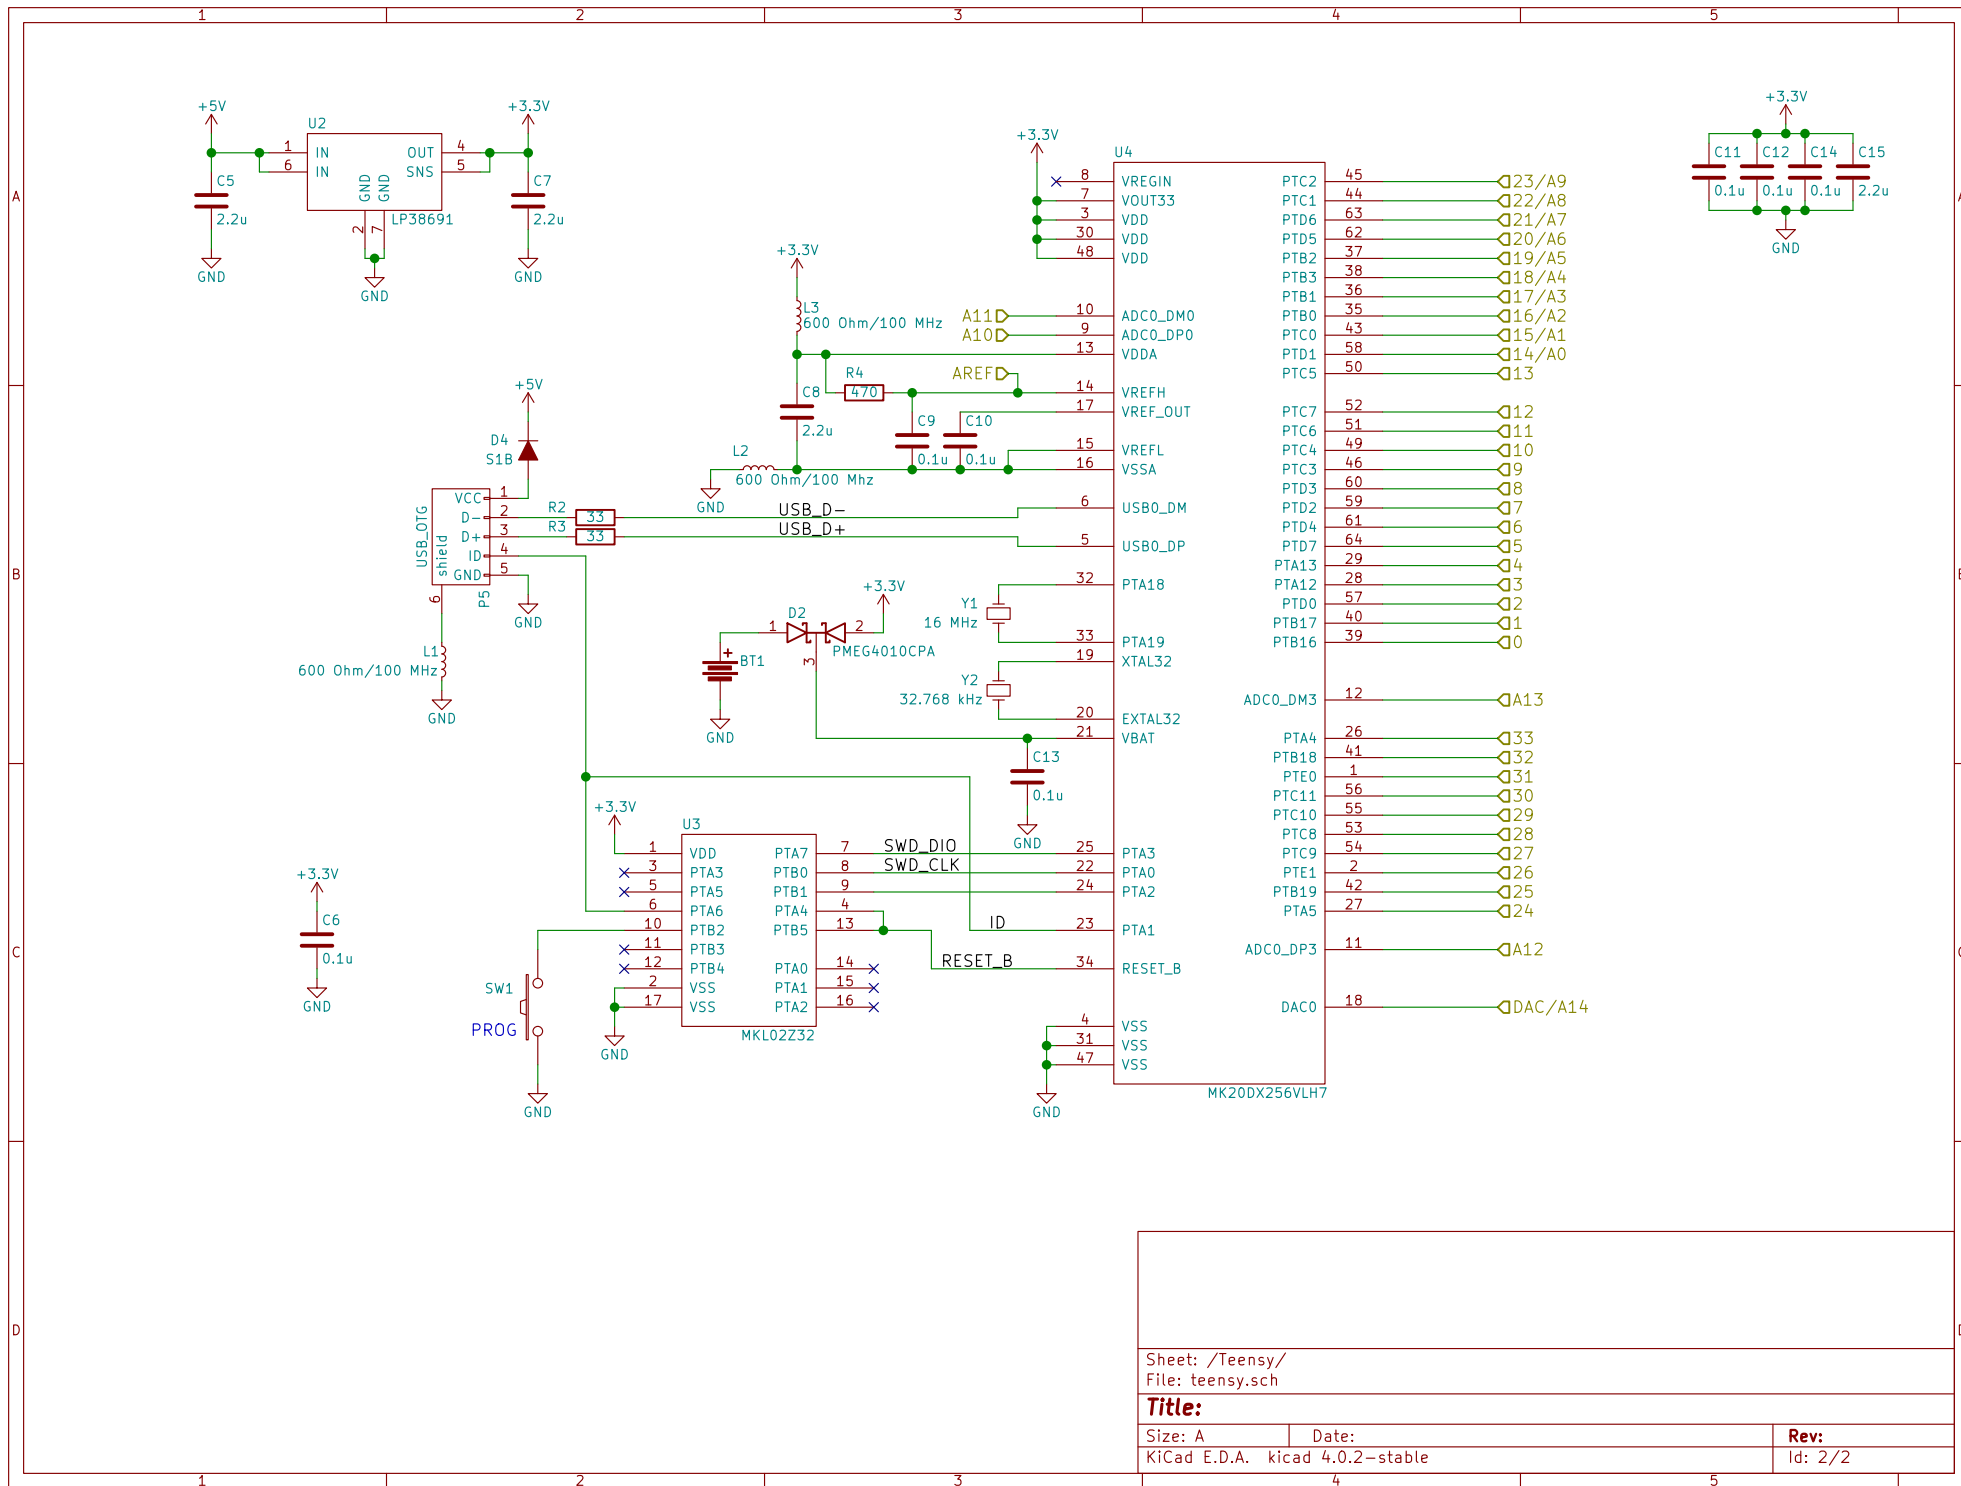 1 2 3 4 5
A
B
C
D
+5V
U2
1 IN
6 IN
OUT 4
SNS 5
GND 2
GND 7
LP38691
GND
C5
2.2u
GND
+3.3V
C7
2.2u
GND
+3.3V
C11
0.1u
C12
0.1u
C14
0.1u
C15
2.2u
GND
+3.3V
L3
600 Ohm/100 MHz
C8
2.2u
R4
470
AREF
A11
A10
C9
0.1u
C10
0.1u
L2
600 Ohm/100 Mhz
GND
+5V
D4
S1B
USB_OTG
shield
VCC 1
D- 2
D+ 3
ID 4
GND 5
6
P5
GND
R2
33
R3
33
USB_D-
USB_D+
L1
600 Ohm/100 MHz
GND
+3.3V
D2
1 2
3
PMEG4010CPA
BT1
+
GND
Y1
16 MHz
Y2
32.768 kHz
C13
0.1u
GND
+3.3V
C6
0.1u
GND
SW1
PROG
GND
+3.3V
U3
1 VDD
3 PTA3
5 PTA5
6 PTA6
10 PTB2
11 PTB3
12 PTB4
2 VSS
17 VSS
PTA7 7
PTB0 8
PTB1 9
PTA4 4
PTB5 13
PTA0 14
PTA1 15
PTA2 16
MKL02Z32
GND
SWD_DIO
SWD_CLK
ID
RESET_B
+3.3V
U4
8 VREGIN
7 VOUT33
3 VDD
30 VDD
48 VDD
10 ADC0_DM0
9 ADC0_DP0
13 VDDA
14 VREFH
17 VREF_OUT
15 VREFL
16 VSSA
6 USB0_DM
5 USB0_DP
32 PTA18
33 PTA19
19 XTAL32
20 EXTAL32
21 VBAT
25 PTA3
22 PTA0
24 PTA2
23 PTA1
34 RESET_B
4 VSS
31 VSS
47 VSS
GND
PTC2 45 23/A9
PTC1 44 22/A8
PTD6 63 21/A7
PTD5 62 20/A6
PTB2 37 19/A5
PTB3 38 18/A4
PTB1 36 17/A3
PTB0 35 16/A2
PTC0 43 15/A1
PTD1 58 14/A0
PTC5 50 13
PTC7 52 12
PTC6 51 11
PTC4 49 10
PTC3 46 9
PTD3 60 8
PTD2 59 7
PTD4 61 6
PTD7 64 5
PTA13 29 4
PTA12 28 3
PTD0 57 2
PTB17 40 1
PTB16 39 0
ADC0_DM3 12 A13
PTA4 26 33
PTB18 41 32
PTE0 1 31
PTC11 56 30
PTC10 55 29
PTC8 53 28
PTC9 54 27
PTE1 2 26
PTB19 42 25
PTA5 27 24
ADC0_DP3 11 A12
DAC0 18 DAC/A14
MK20DX256VLH7
Sheet: /Teensy/
File: teensy.sch
Title:
Size: A Date: Rev:
KiCad E.D.A. kicad 4.0.2-stable Id: 2/2
1 2 3 4 5